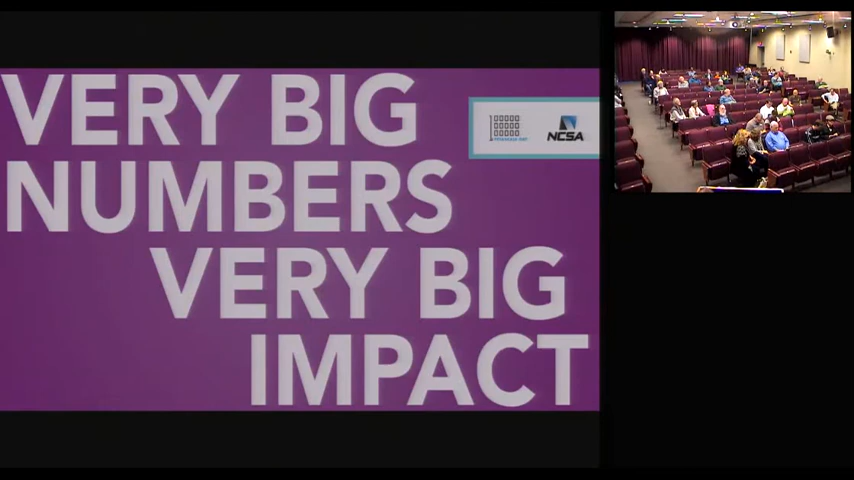 VERY BIG
NUMBERS
VERY BIG
IMPACT
NCSA